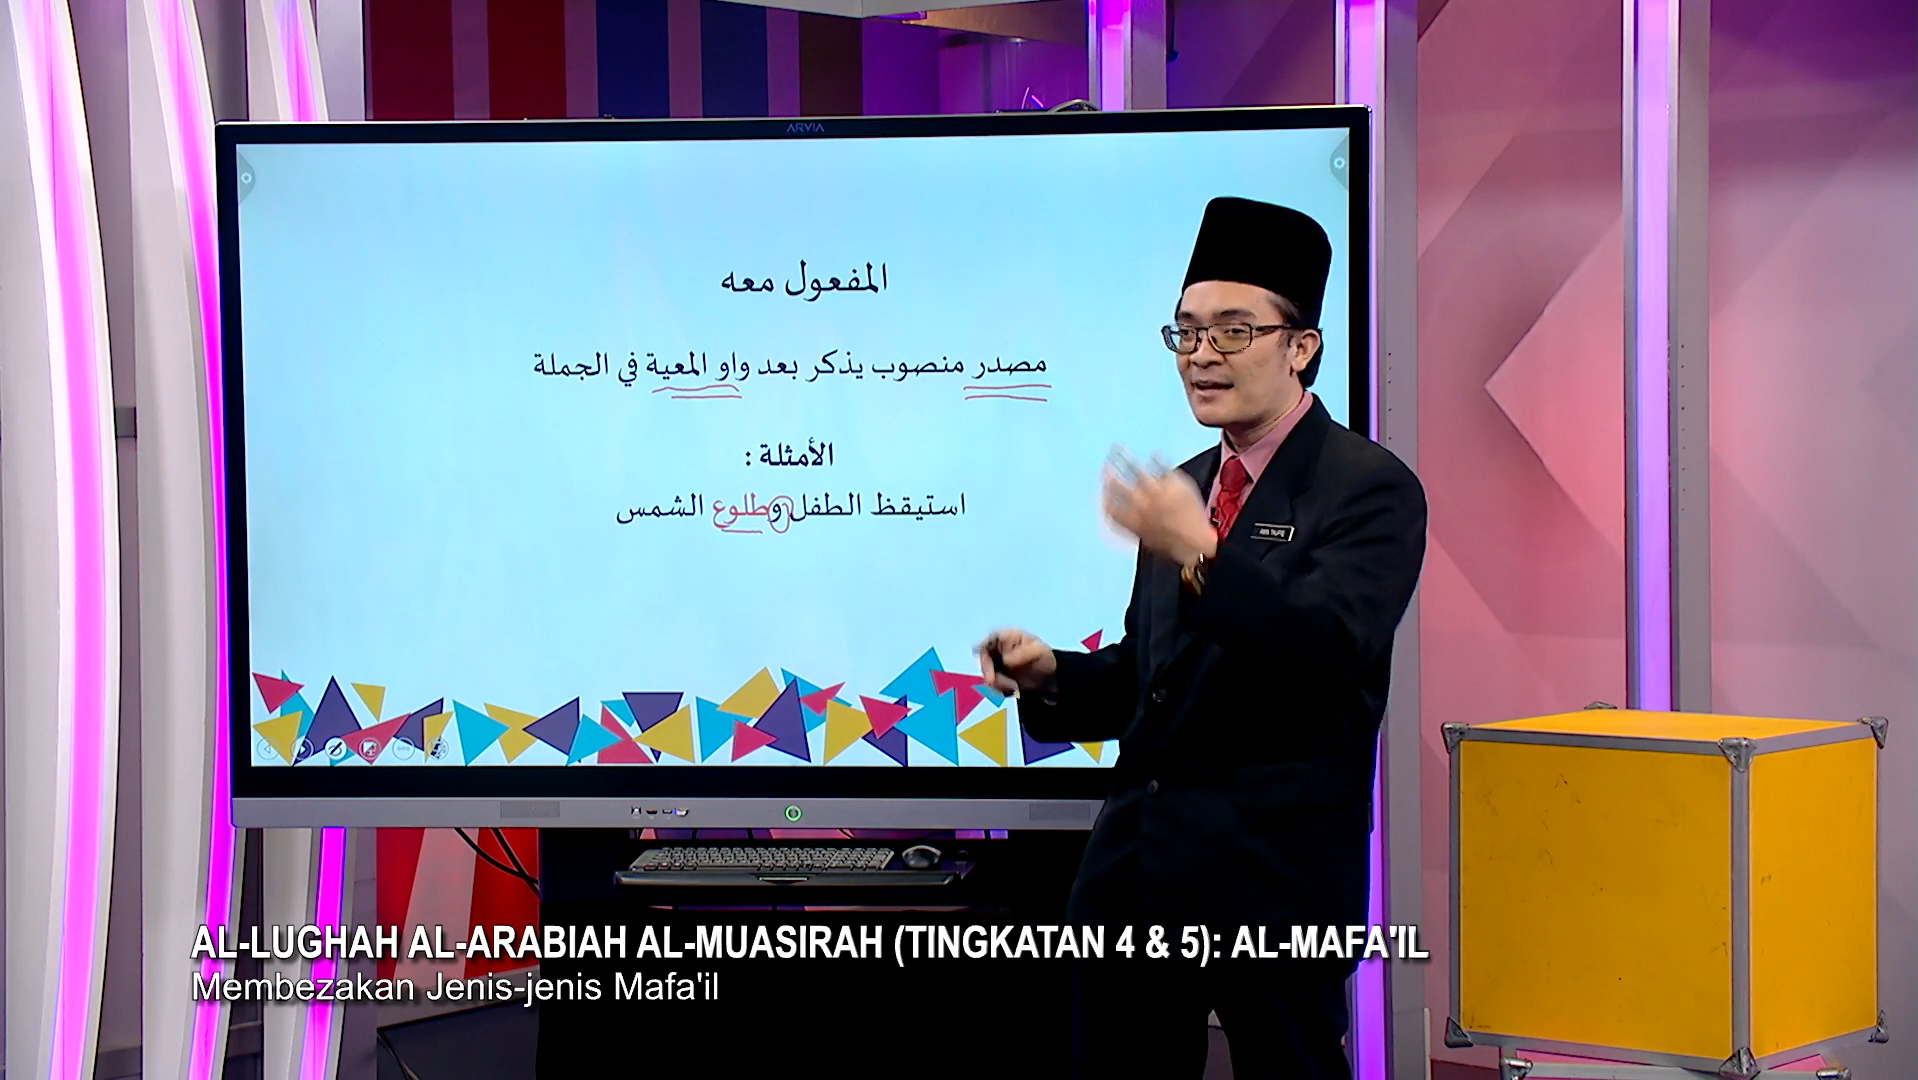 ARVIA
المفعول معه
مصدر منصوب يذكر بعد واو المعية في الجملة
الأمثلة :
استيقظ الطفل وطلوع الشمس
AL-LUGHAH AL-ARABIAH AL-MUASIRAH (TINGKATAN 4 & 5): AL-MAFA'IL
Membezakan Jenis-jenis Mafa'il